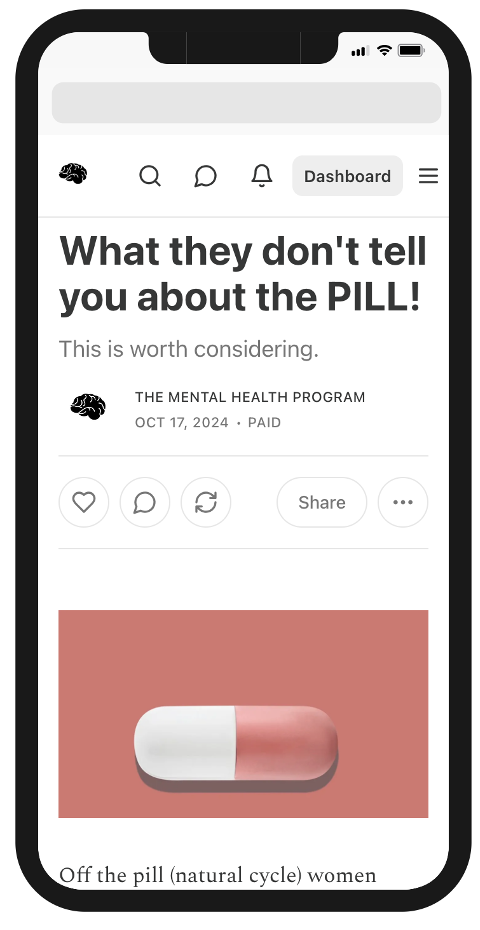 Dashboard
What they don't tell
you about the PILL!
This is worth considering.
THE MENTAL HEALTH PROGRAM
OCT 17, 2024 • PAID
Share
Off the pill (natural cycle) women